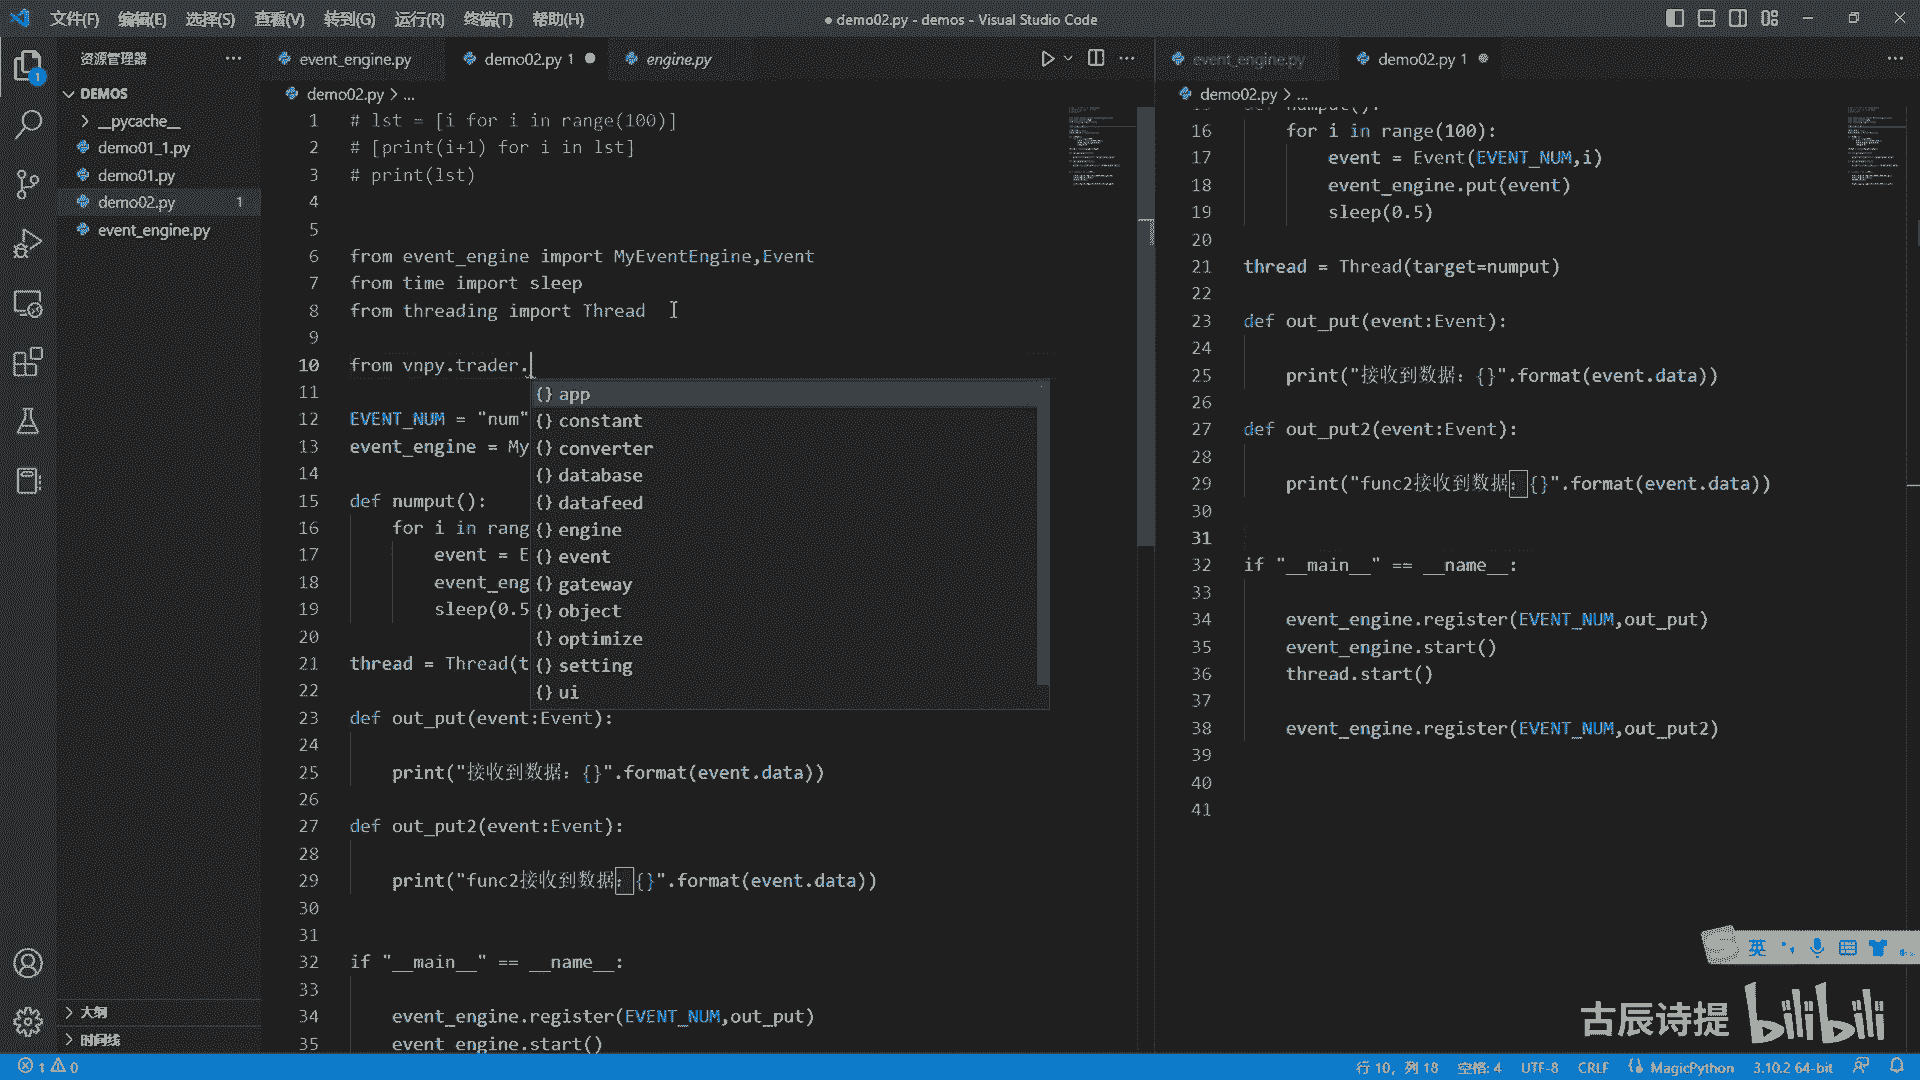 文件(F) 编辑(E) 选择(S) 查看(V) 转到(G) 运行(R) 终端(T) 帮助(H)
● demo02.py - demos - Visual Studio Code
资源管理器
DEMOS
__pycache__
demo01_1.py
demo01.py
demo02.py 1
event_engine.py
大纲
时间线
event_engine.py demo02.py 1 engine.py
demo02.py > ...
1 # lst = [i for i in range(100)]
2 # [print(i+1) for i in lst]
3 # print(lst)
4
5
6 from event_engine import MyEventEngine,Event
7 from time import sleep
8 from threading import Thread
9
10 from vnpy.trader.
11
12 EVENT_NUM = "num"
13 event_engine = My
14
15 def numput():
16 for i in rang
17 event = E
18 event_eng
19 sleep(0.5
20
21 thread = Thread(t
22
23 def out_put(event:Event):
24
25 print("接收到数据: {}".format(event.data))
26
27 def out_put2(event:Event):
28
29 print("func2接收到数据：{}".format(event.data))
30
31
32 if "__main__" == __name__:
33
34 event_engine.register(EVENT_NUM,out_put)
35 event_engine.start()
{} app
{} constant
{} converter
{} database
{} datafeed
{} engine
{} event
{} gateway
{} object
{} optimize
{} setting
{} ui
event_engine.py demo02.py 1
demo02.py > ...
16 for i in range(100):
17 event = Event(EVENT_NUM,i)
18 event_engine.put(event)
19 sleep(0.5)
20
21 thread = Thread(target=numput)
22
23 def out_put(event:Event):
24
25 print("接收到数据: {}".format(event.data))
26
27 def out_put2(event:Event):
28
29 print("func2接收到数据：{}".format(event.data))
30
31
32 if "__main__" == __name__:
33
34 event_engine.register(EVENT_NUM,out_put)
35 event_engine.start()
36 thread.start()
37
38 event_engine.register(EVENT_NUM,out_put2)
39
40
41
英
古辰诗提 bilibili
1 0
行 10，列 18 空格: 4 UTF-8 CRLF MagicPython 3.10.2 64-bit